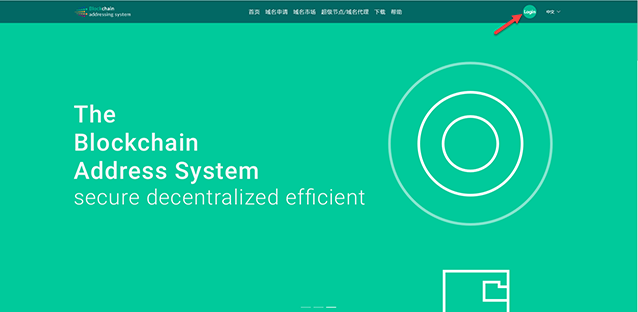 Blockchain
addressing system
首页 域名申请 域名市场 超级节点/域名代理 下载 帮助
Login
中文
The
Blockchain
Address System
secure decentralized efficient